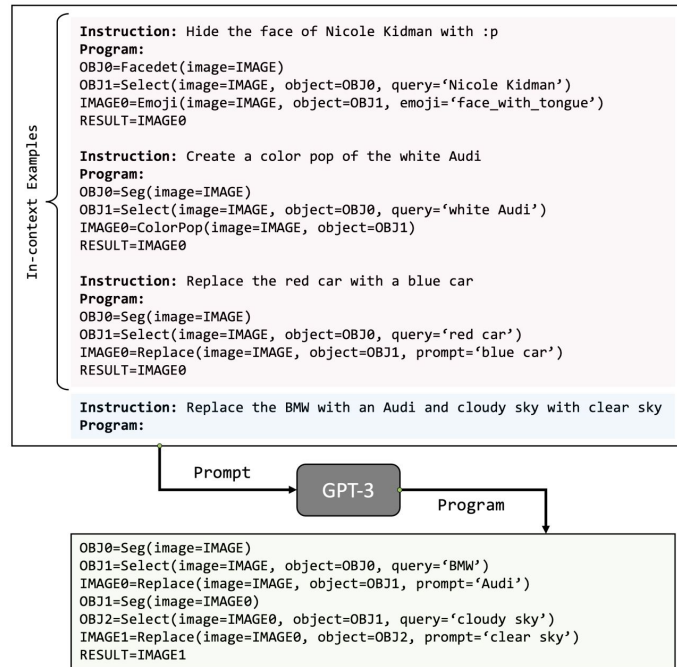 In-context Examples
Instruction: Hide the face of Nicole Kidman with :p
Program:
OBJ0=Facedet(image=IMAGE)
OBJ1=Select(image=IMAGE, object=OBJ0, query=‘Nicole Kidman’)
IMAGE0=Emoji(image=IMAGE, object=OBJ1, emoji=‘face_with_tongue’)
RESULT=IMAGE0
Instruction: Create a color pop of the white Audi
Program:
OBJ0=Seg(image=IMAGE)
OBJ1=Select(image=IMAGE, object=OBJ0, query=‘white Audi’)
IMAGE0=ColorPop(image=IMAGE, object=OBJ1)
RESULT=IMAGE0
Instruction: Replace the red car with a blue car
Program:
OBJ0=Seg(image=IMAGE)
OBJ1=Select(image=IMAGE, object=OBJ0, query=‘red car’)
IMAGE0=Replace(image=IMAGE, object=OBJ1, prompt=‘blue car’)
RESULT=IMAGE0
Instruction: Replace the BMW with an Audi and cloudy sky with clear sky
Program:
Prompt
GPT-3
Program
OBJ0=Seg(image=IMAGE)
OBJ1=Select(image=IMAGE, object=OBJ0, query=‘BMW’)
IMAGE0=Replace(image=IMAGE, object=OBJ1, prompt=‘Audi’)
OBJ1=Seg(image=IMAGE0)
OBJ2=Select(image=IMAGE0, object=OBJ1, query=‘cloudy sky’)
IMAGE1=Replace(image=IMAGE0, object=OBJ2, prompt=‘clear sky’)
RESULT=IMAGE1